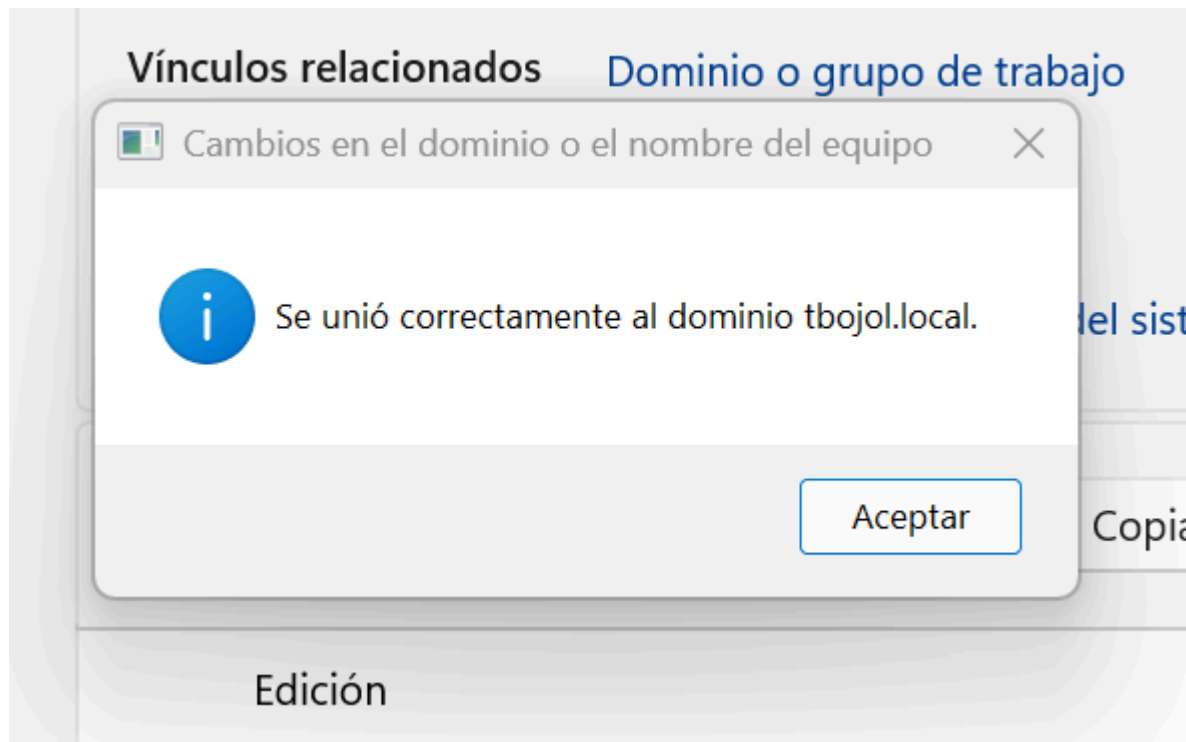 Vínculos relacionados Dominio o grupo de trabajo
Cambios en el dominio o el nombre del equipo
Se unió correctamente al dominio tbojol.local.
del
Aceptar
Edición